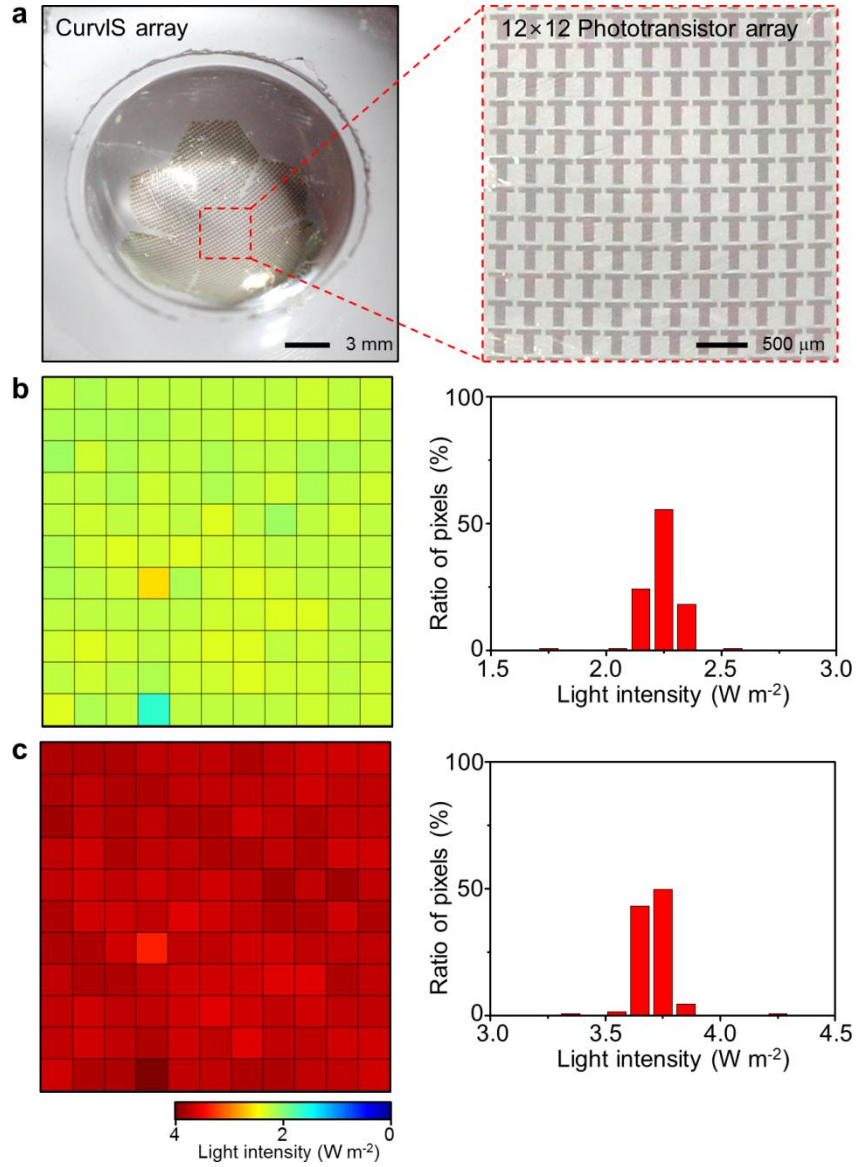 a
CurvIS array
3 mm
12×12 Phototransistor array
500 μm
b
100
50
0
Ratio of pixels (%)
1.5 2.0 2.5 3.0
Light intensity (W m⁻²)
c
100
50
0
Ratio of pixels (%)
3.0 3.5 4.0 4.5
Light intensity (W m⁻²)
4 2 0
Light intensity (W m⁻²)